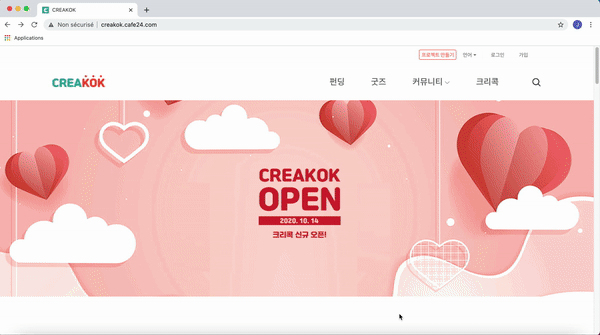 CREAKOK
Non sécurisé | creakok.cafe24.com
Applications
프로젝트 만들기 언어 로그인 가입
CREAKOK 펀딩 굿즈 커뮤니티 크리콕
CREAKOK
OPEN
2020. 10. 14
크리콕 신규 오픈!
J